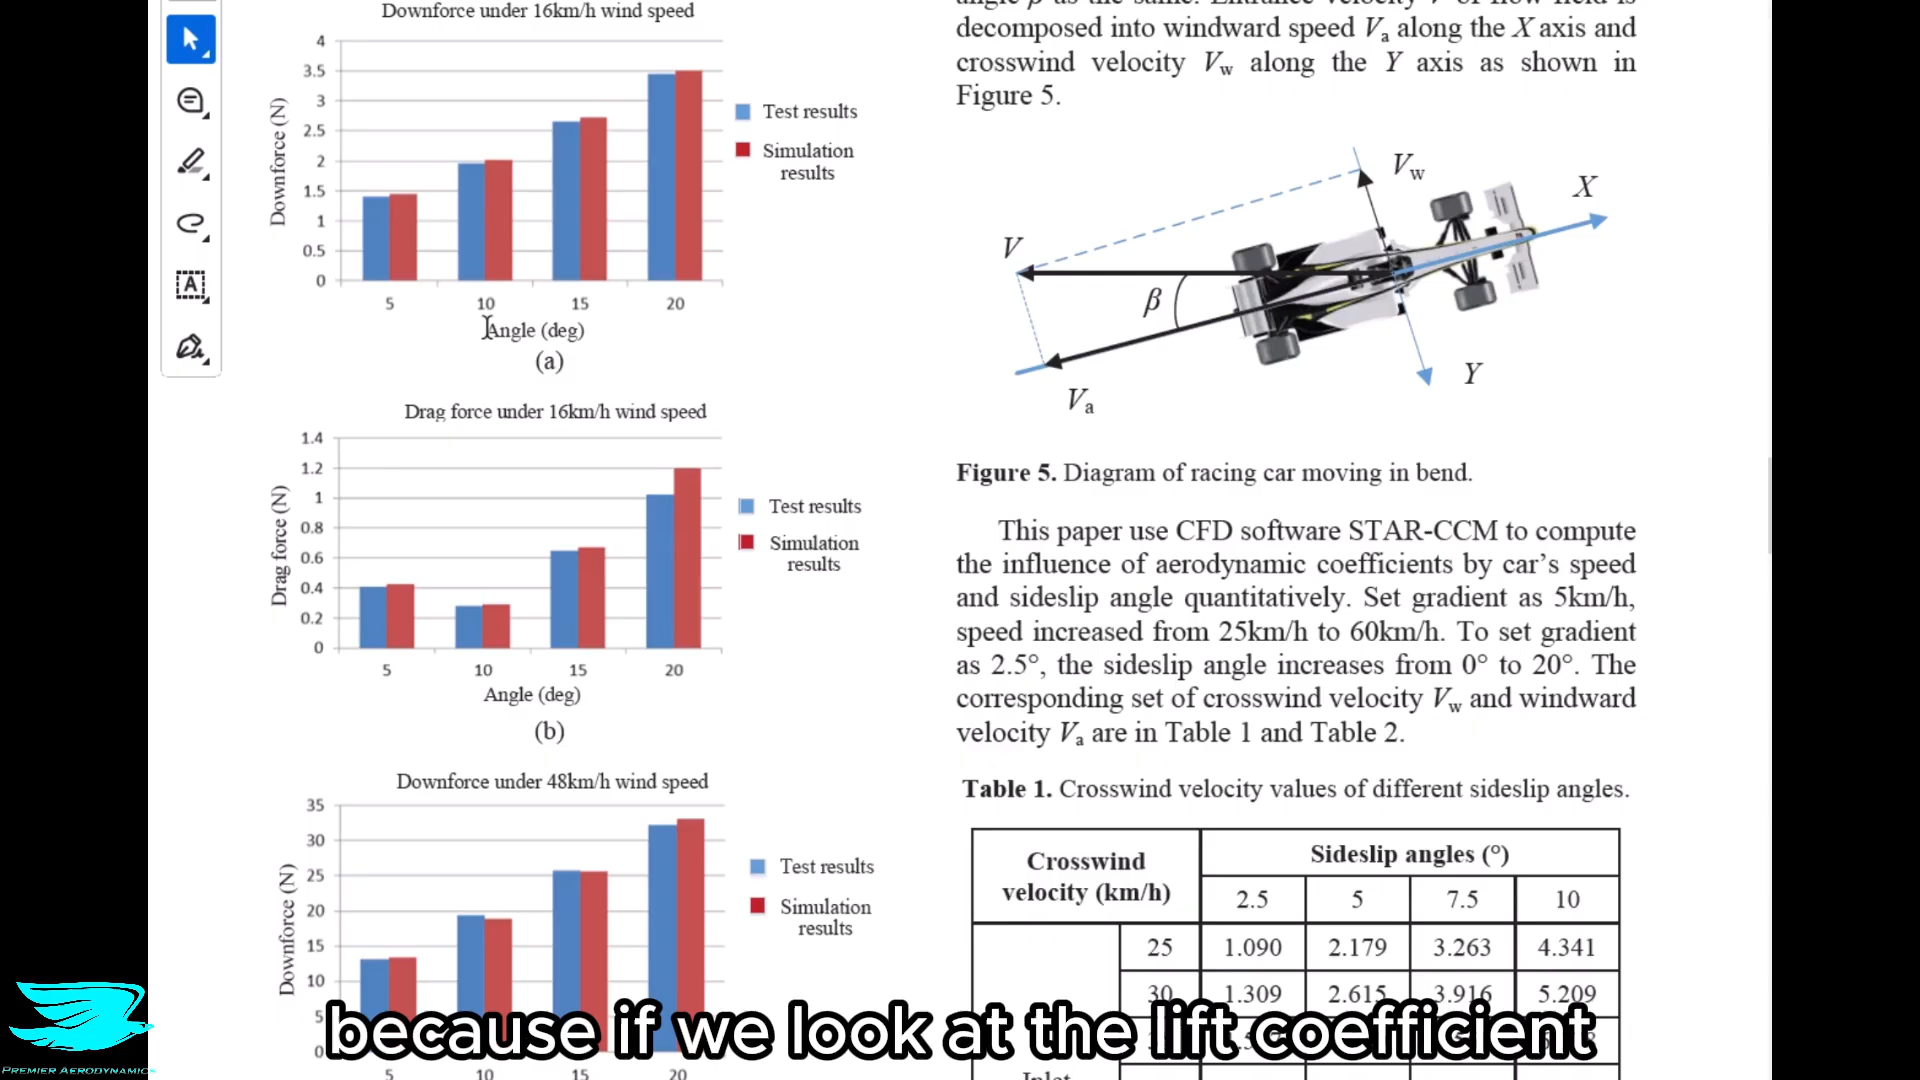 Downforce under 16km/h wind speed
4
3.5
3
2.5
2
1.5
1
0.5
0
Downforce (N)
5 10 15 20
Angle (deg)
(a)
Test results
Simulation
results
Drag force under 16km/h wind speed
1.4
1.2
1
0.8
0.6
0.4
0.2
0
Drag force (N)
5 10 15 20
Angle (deg)
(b)
Test results
Simulation
results
Downforce under 48km/h wind speed
35
30
25
20
15
10
5
0
Downforce (N)
5 10 15 20
Test results
Simulation
results
decomposed into windward speed Va along the X axis and
crosswind velocity Vw along the Y axis as shown in
Figure 5.
Vw
X
V
β
Y
Va
Figure 5. Diagram of racing car moving in bend.
This paper use CFD software STAR-CCM to compute
the influence of aerodynamic coefficients by car's speed
and sideslip angle quantitatively. Set gradient as 5km/h,
speed increased from 25km/h to 60km/h. To set gradient
as 2.5°, the sideslip angle increases from 0° to 20°. The
corresponding set of crosswind velocity Vw and windward
velocity Va are in Table 1 and Table 2.
Table 1. Crosswind velocity values of different sideslip angles.
Crosswind
velocity (km/h)
Sideslip angles (°)
2.5 5 7.5 10
25 1.090 2.179 3.263 4.341
30 1.309 2.615 3.916 5.209
Inlet
because if we look at the lift coefficient
PREMIER AERODYNAMICS
A